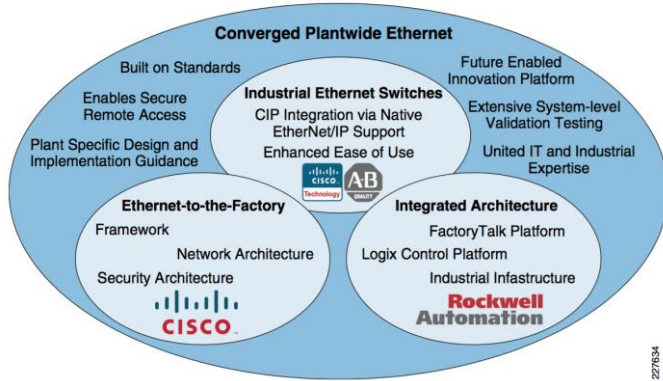 Converged Plantwide Ethernet
Built on Standards
Enables Secure
Remote Access
Plant Specific Design and
Implementation Guidance
Industrial Ethernet Switches
CIP Integration via Native
EtherNet/IP Support
Enhanced Ease of Use
CISCO
Technology
A-B
QUALITY
Future Enabled
Innovation Platform
Extensive System-level
Validation Testing
United IT and Industrial
Expertise
Ethernet-to-the-Factory
Framework
Network Architecture
Security Architecture
CISCO
Integrated Architecture
FactoryTalk Platform
Logix Control Platform
Industrial Infastructure
Rockwell
Automation
227634